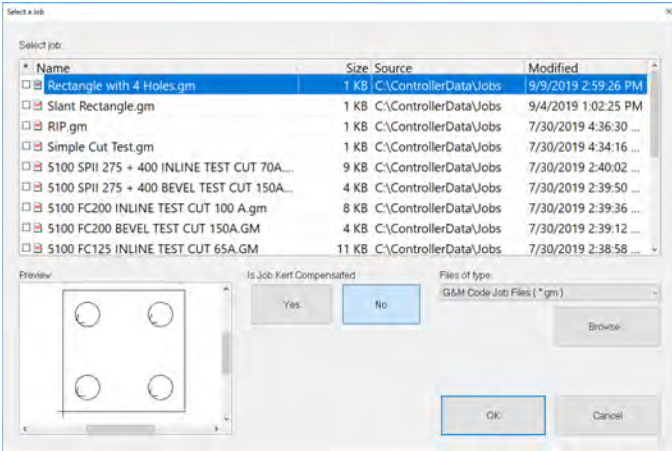 Select a Job
Select job:
* Name Size Source Modified
Rectangle with 4 Holes.gm 1 KB C:\ControllerData\Jobs 9/9/2019 2:59:26 PM
Slant Rectangle.gm 1 KB C:\ControllerData\Jobs 9/4/2019 1:02:25 PM
RIP.gm 1 KB C:\ControllerData\Jobs 7/30/2019 4:36:30 ...
Simple Cut Test.gm 1 KB C:\ControllerData\Jobs 7/30/2019 4:34:16 ...
5100 SPII 275 + 400 INLINE TEST CUT 70A.... 9 KB C:\ControllerData\Jobs 7/30/2019 2:40:02 ...
5100 SPII 275 + 400 BEVEL TEST CUT 150A.... 4 KB C:\ControllerData\Jobs 7/30/2019 2:39:50 ...
5100 FC200 INLINE TEST CUT 100 A.gm 8 KB C:\ControllerData\Jobs 7/30/2019 2:39:36 ...
5100 FC200 BEVEL TEST CUT 150A.GM 4 KB C:\ControllerData\Jobs 7/30/2019 2:39:12 ...
5100 FC125 INLINE TEST CUT 65A.GM 11 KB C:\ControllerData\Jobs 7/30/2019 2:38:58 ...
Preview Is Job Kerf Compensated Files of type:
Yes No G&M Code Job Files ( *.gm )
Browse...
OK Cancel